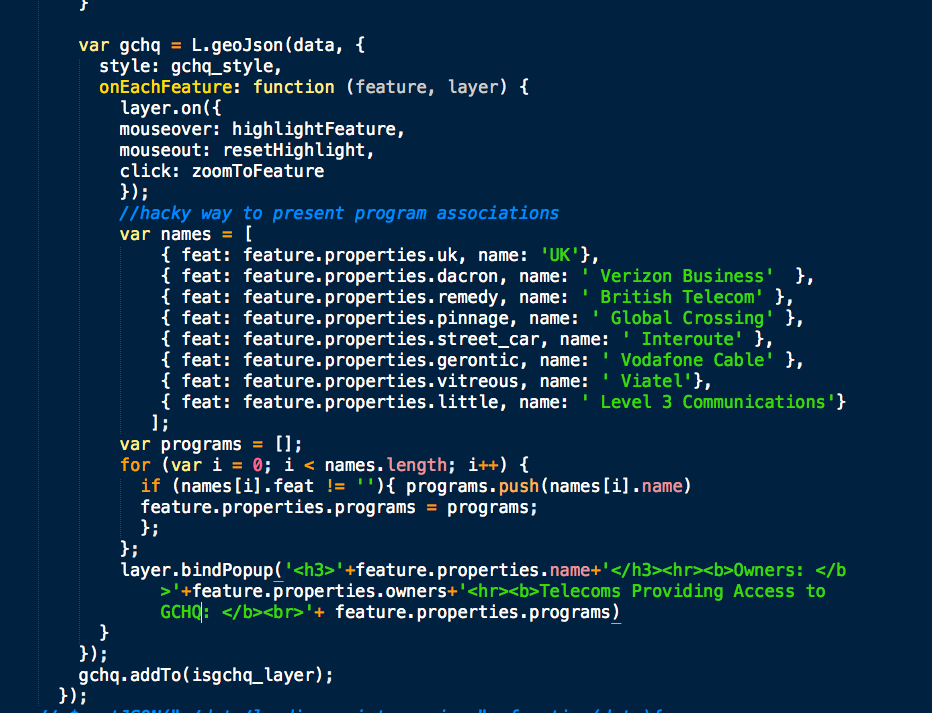 }
var gchq = L.geoJson(data, {
style: gchq_style,
onEachFeature: function (feature, layer) {
layer.on({
mouseover: highlightFeature,
mouseout: resetHighlight,
click: zoomToFeature
});
//hacky way to present program associations
var names = [
{ feat: feature.properties.uk, name: 'UK'},
{ feat: feature.properties.dacron, name: ' Verizon Business'  },
{ feat: feature.properties.remedy, name: ' British Telecom' },
{ feat: feature.properties.pinnage, name: ' Global Crossing' },
{ feat: feature.properties.street_car, name: ' Interoute' },
{ feat: feature.properties.gerontic, name: ' Vodafone Cable' },
{ feat: feature.properties.vitreous, name: ' Viatel'},
{ feat: feature.properties.little, name: ' Level 3 Communications'}
];
var programs = [];
for (var i = 0; i < names.length; i++) {
if (names[i].feat != ''){ programs.push(names[i].name)
feature.properties.programs = programs;
};
};
layer.bindPopup('<h3>'+feature.properties.name+'</h3><hr><b>Owners: </b
>'+feature.properties.owners+'<hr><b>Telecoms Providing Access to
GCHQ: </b><br>'+ feature.properties.programs)
}
});
gchq.addTo(isgchq_layer);
});